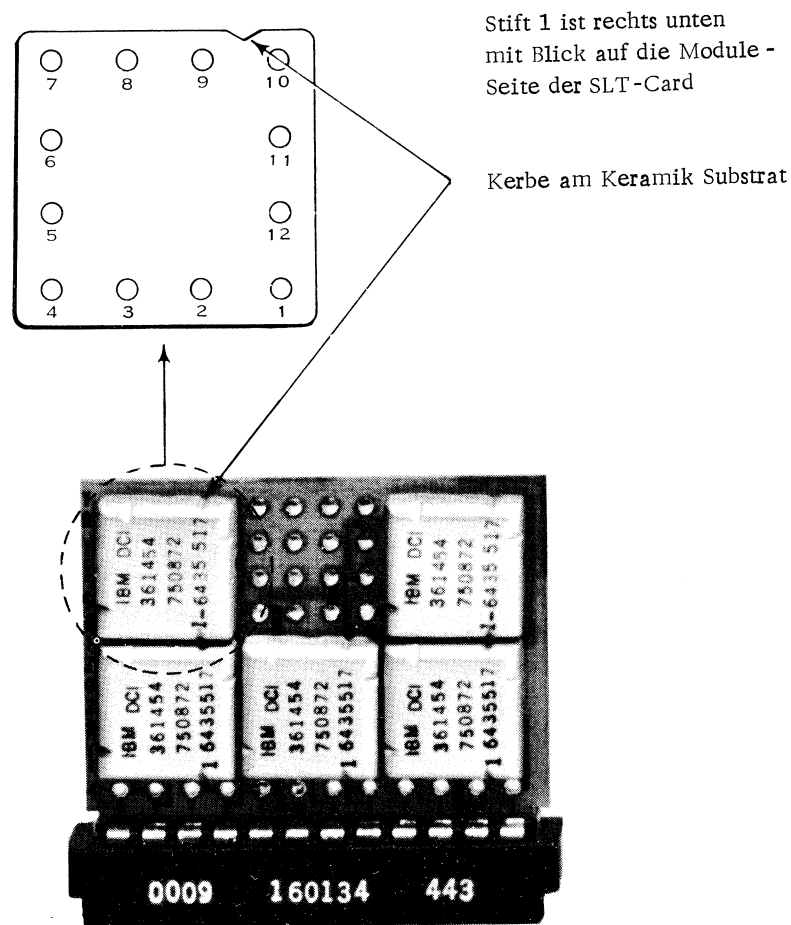 Stift 1 ist rechts unten
mit Blick auf die Module -
Seite der SLT-Card
Kerbe am Keramik Substrat
7 8 9 10
6 11
5 12
4 3 2 1
IBM DCI
361454
750872
1-6435 517
IBM DCI
361454
750872
1-6435 517
IBM DCI
361454
750872
1 6435517
IBM DCI
361454
750872
1 6435517
IBM DCI
361454
750872
1 6435517
0009 160134 443